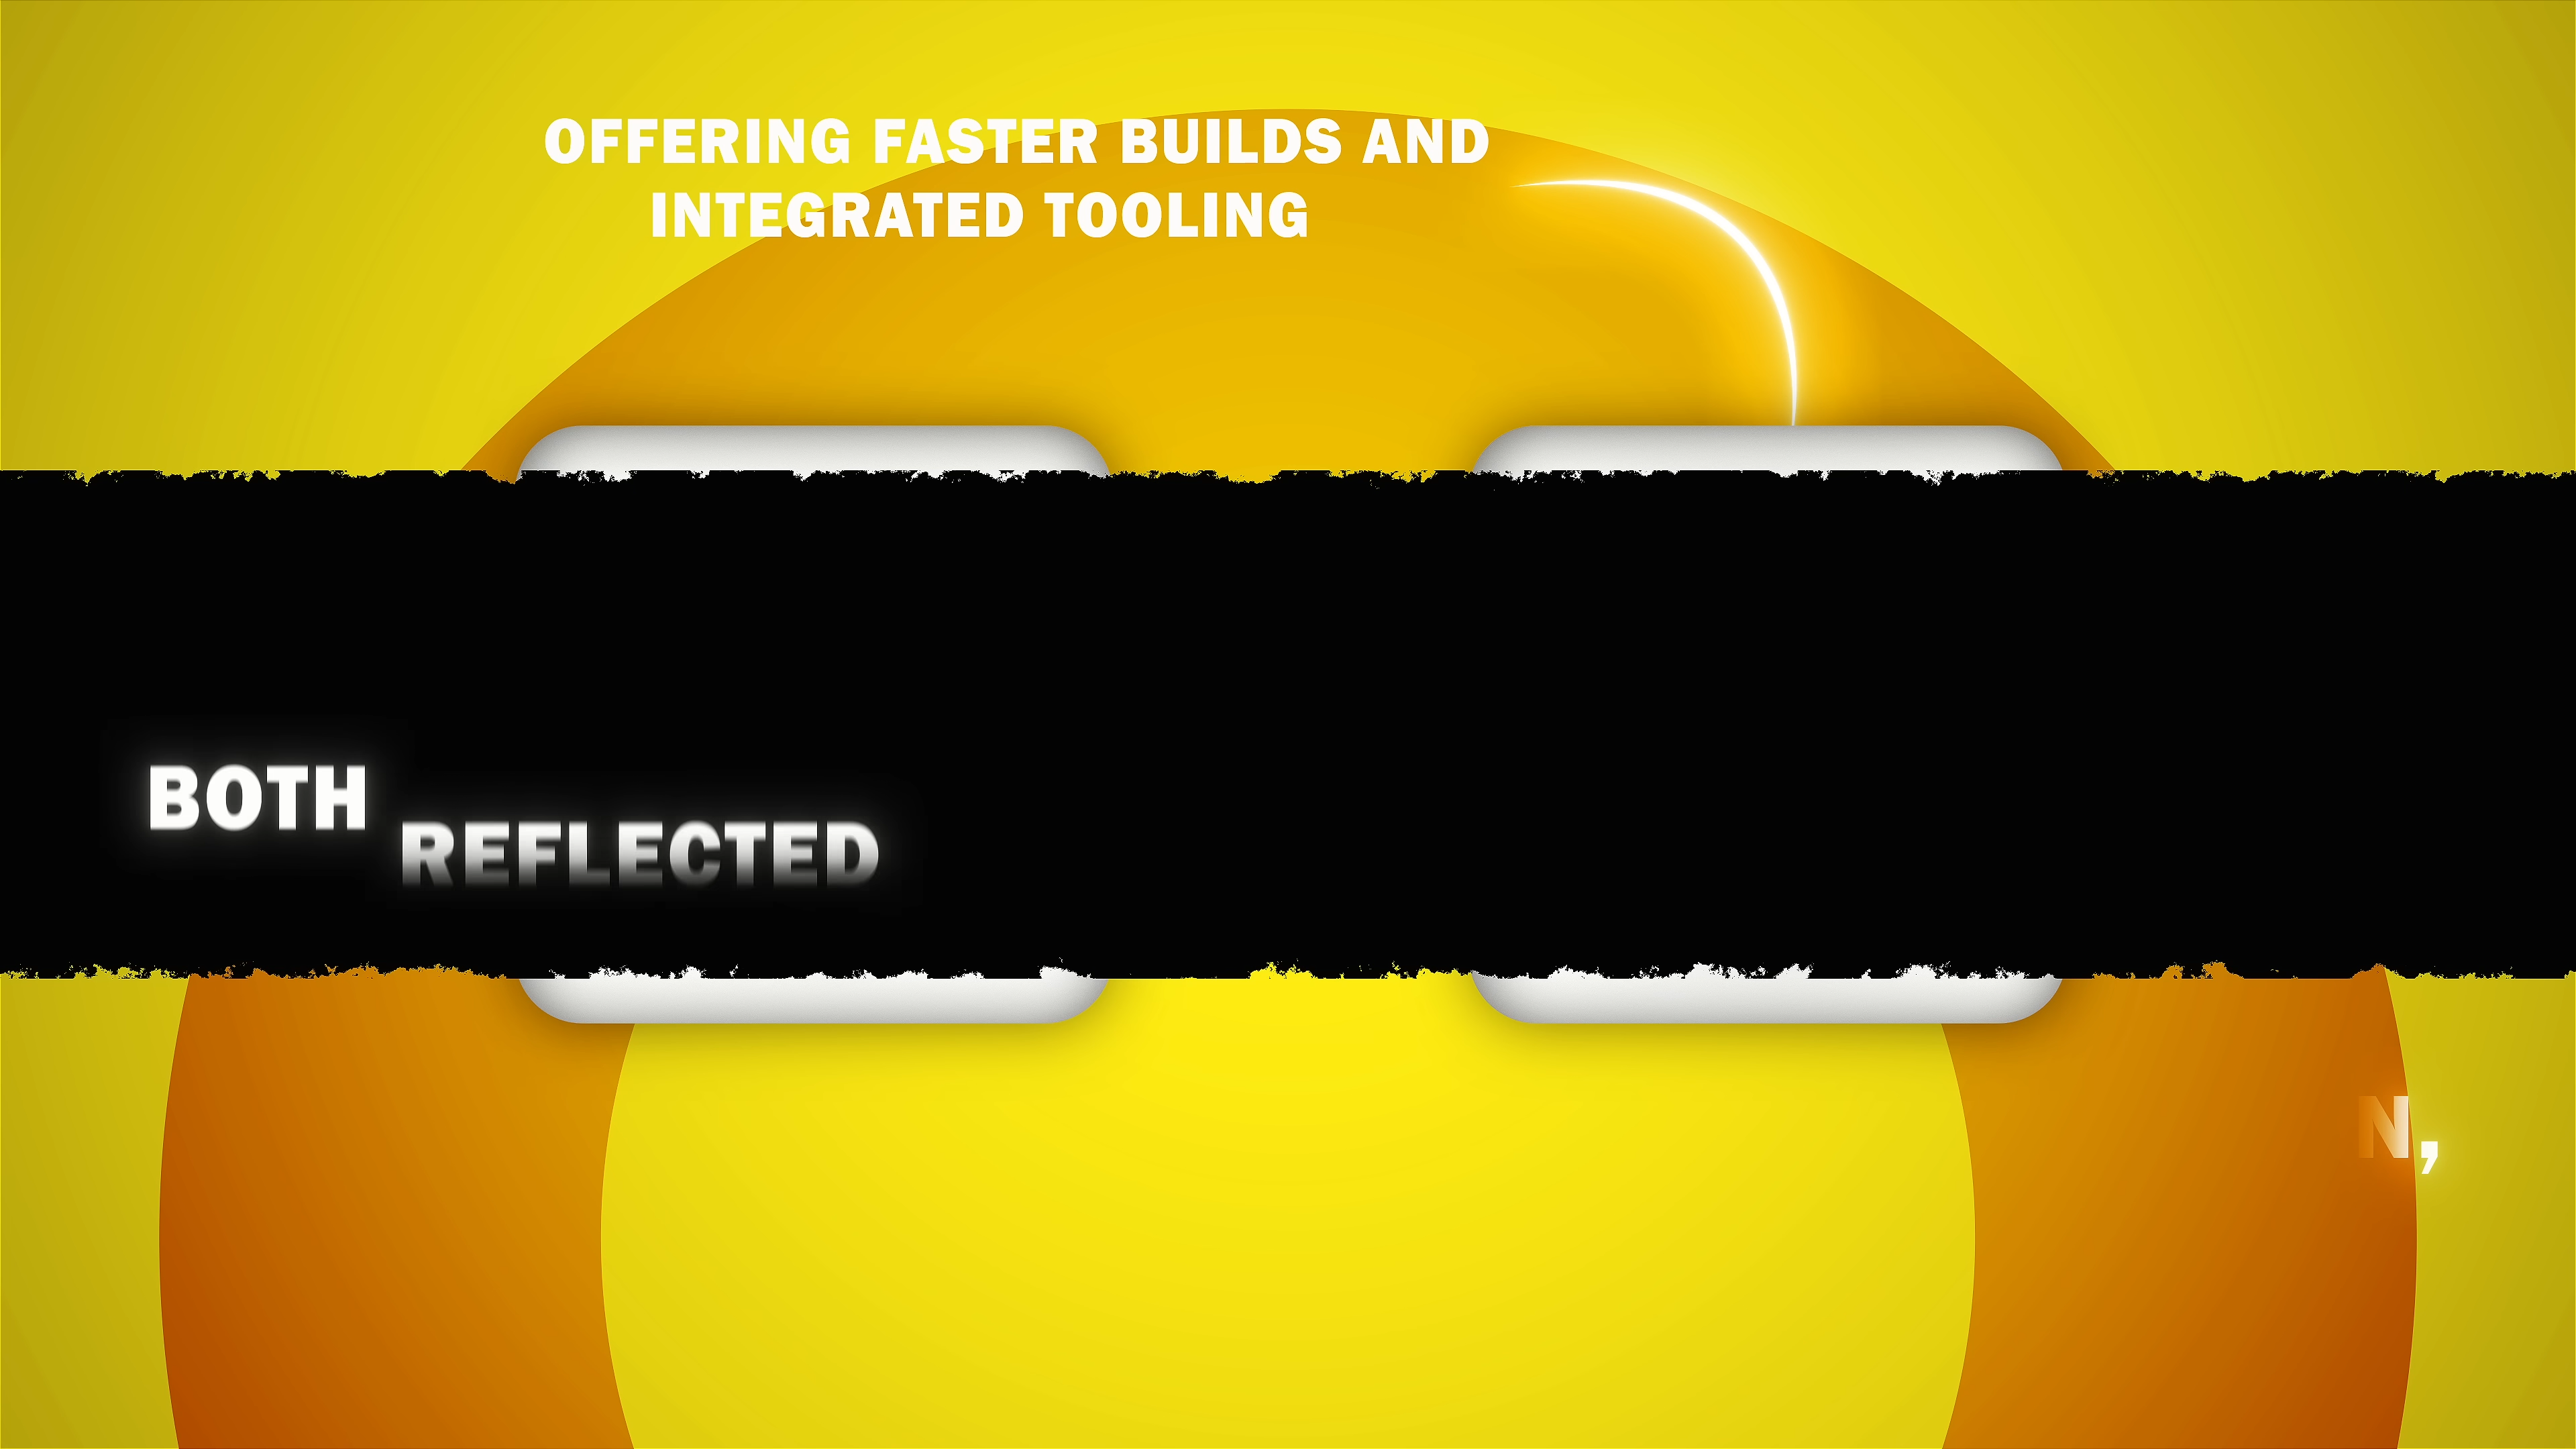 OFFERING FASTER BUILDS AND
INTEGRATED TOOLING
BOTH REFLECTED
N,